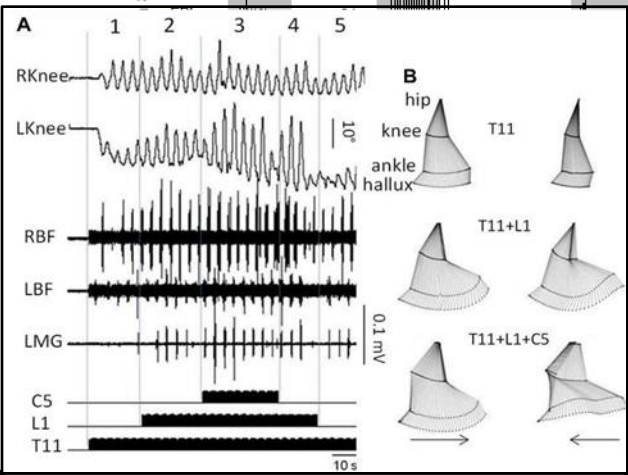 A 1 2 3 4 5
RKnee
LKnee
10°
RBF
LBF
LMG
0.1 mV
C5
L1
T11
10 s
B
hip
knee
ankle
hallux
T11
T11+L1
T11+L1+C5